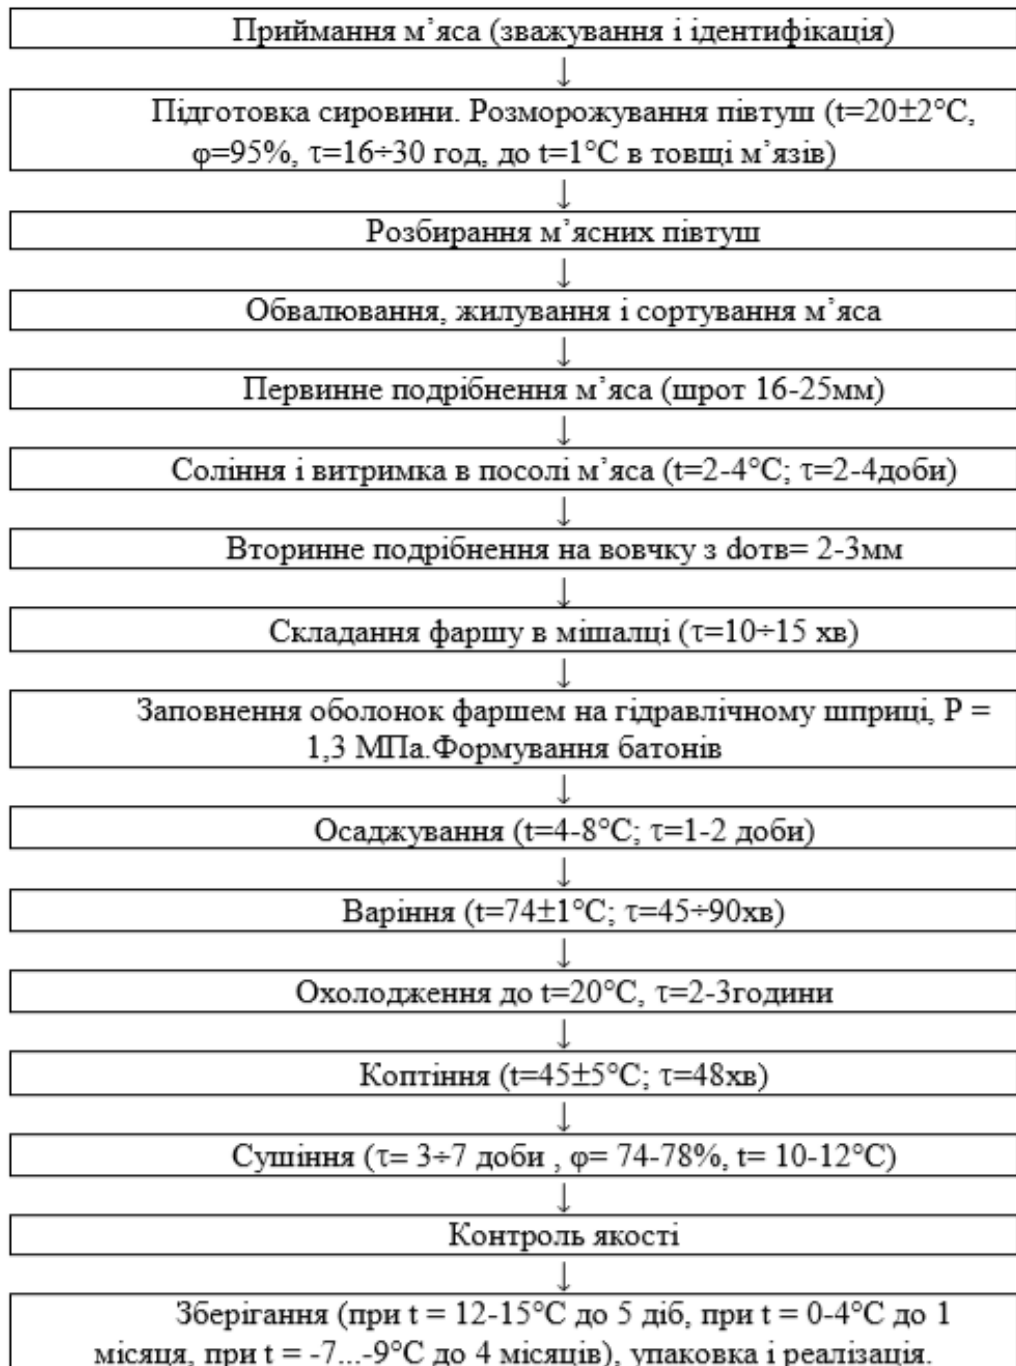 Приймання м’яса (зважування і ідентифікація)
↓
Підготовка сировини. Розморожування півтуш (t=20±2°С,
φ=95%, τ=16÷30 год, до t=1°С в товщі м’язів)
↓
Розбирання м’ясних півтуш
↓
Обвалювання, жилування і сортування м’яса
↓
Первинне подрібнення м’яса (шрот 16-25мм)
↓
Соління і витримка в посолі м’яса (t=2-4°С; τ=2-4доби)
↓
Вторинне подрібнення на вовчку з dотв= 2-3мм
↓
Складання фаршу в мішалці (τ=10÷15 хв)
↓
Заповнення оболонок фаршем на гідравлічному шприці, Р =
1,3 МПа.Формування батонів
↓
Осаджування (t=4-8°С; τ=1-2 доби)
↓
Варіння (t=74±1°С; τ=45÷90хв)
↓
Охолодження до t=20°С, τ=2-3години
↓
Коптіння (t=45±5°С; τ=48хв)
↓
Сушіння (τ= 3÷7 доби , φ= 74-78%, t= 10-12°С)
↓
Контроль якості
↓
Зберігання (при t = 12-15°С до 5 діб, при t = 0-4°С до 1
місяця, при t = -7...-9°С до 4 місяців), упаковка і реалізація.